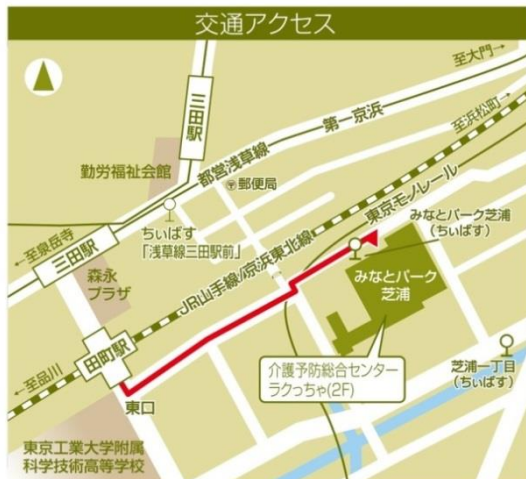 交通アクセス
至大門→
三田駅
至浜松町→
第一京浜
都営浅草線
勤労福祉会館
〒郵便局
東京モノレール
ちぃばす
「浅草線三田駅前」
みなとパーク芝浦
(ちぃばす)
←至泉岳寺
三田駅
JR山手線/京浜東北線
みなとパーク
芝浦
森永
プラザ
田町駅
←至品川
介護予防総合センター
ラクっちゃ(2F)
芝浦一丁目
(ちぃばす)
東口
東京工業大学附属
科学技術高等学校